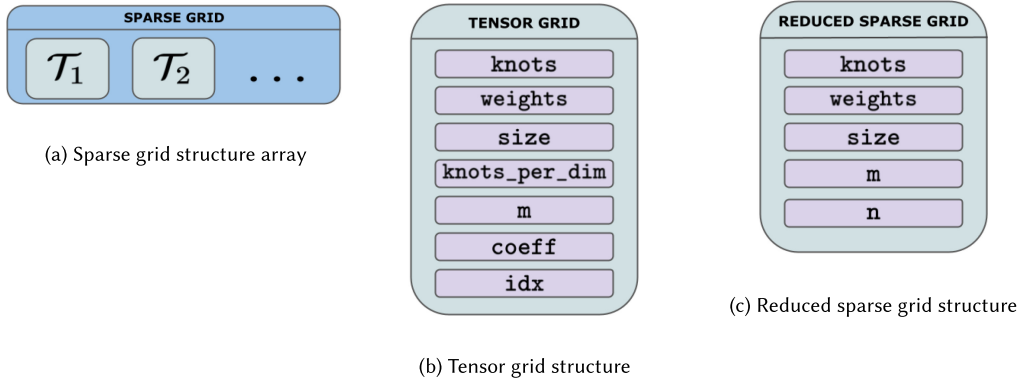 SPARSE GRID
𝒯₁ 𝒯₂ ...
(a) Sparse grid structure array
TENSOR GRID
knots
weights
size
knots_per_dim
m
coeff
idx
(b) Tensor grid structure
REDUCED SPARSE GRID
knots
weights
size
m
n
(c) Reduced sparse grid structure